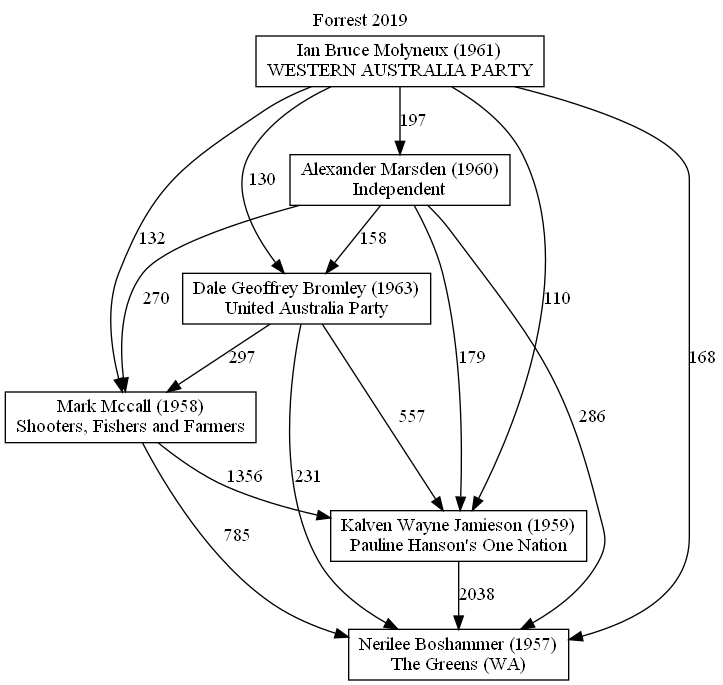 Forrest 2019
Ian Bruce Molyneux (1961)
WESTERN AUSTRALIA PARTY
197
Alexander Marsden (1960)
Independent
130
158
132
270
110
Dale Geoffrey Bromley (1963)
United Australia Party
297
179
168
Mark Mccall (1958)
Shooters, Fishers and Farmers
557
286
1356
231
785
Kalven Wayne Jamieson (1959)
Pauline Hanson's One Nation
2038
Nerilee Boshammer (1957)
The Greens (WA)